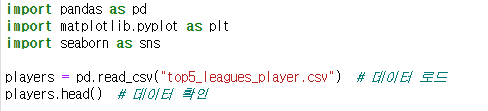 import pandas as pd
import matplotlib.pyplot as plt
import seaborn as sns
players = pd.read_csv("top5_leagues_player.csv")  # 데이터 로드
players.head()  # 데이터 확인